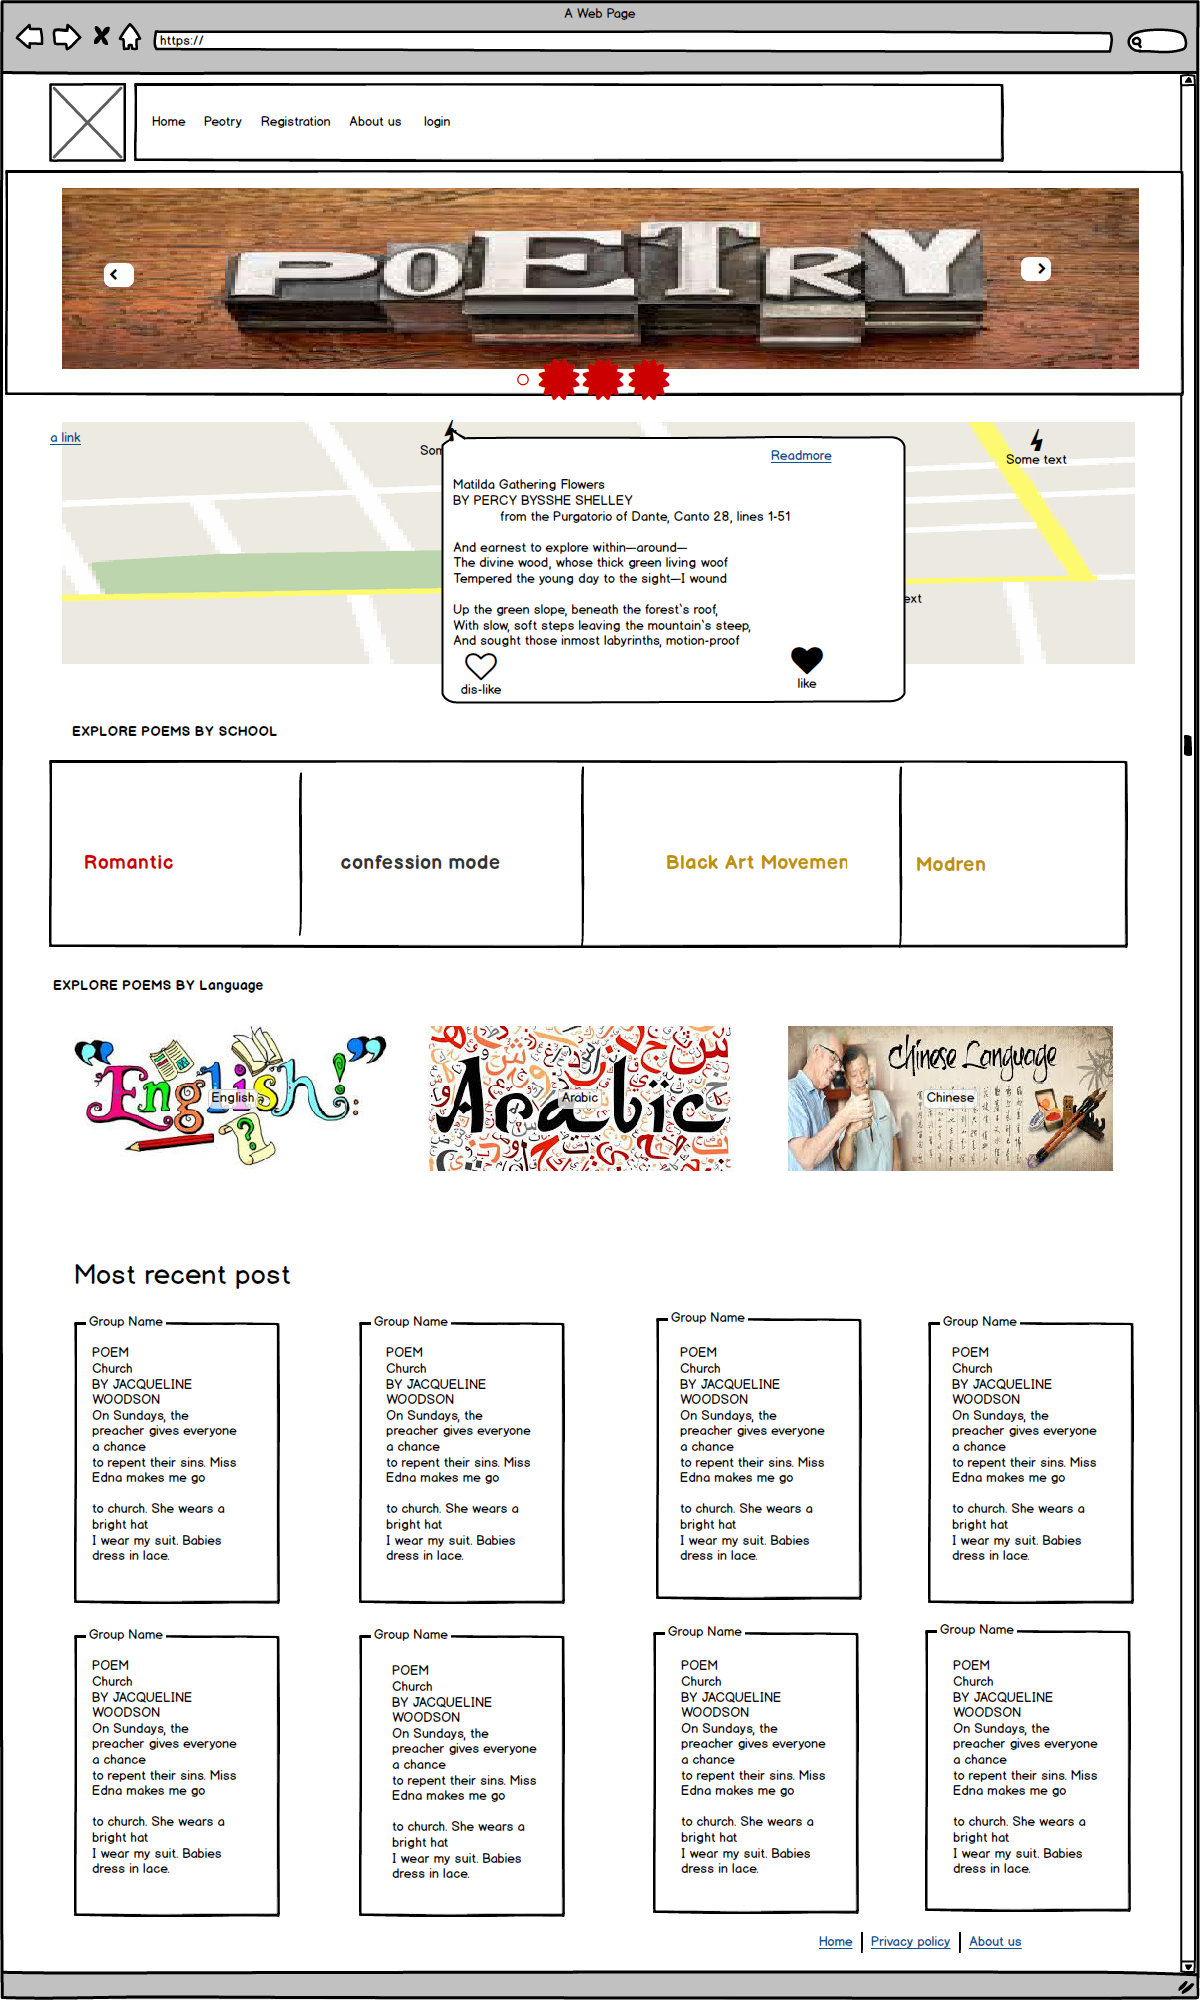 A Web Page
https://
Home Peotry Registration About us login
POETRY
a link
Som
Some text
Readmore
Matilda Gathering Flowers
BY PERCY BYSSHE SHELLEY
from the Purgatorio of Dante, Canto 28, lines 1-51
And earnest to explore within—around—
The divine wood, whose thick green living woof
Tempered the young day to the sight—I wound
ext
Up the green slope, beneath the forest`s roof,
With slow, soft steps leaving the mountain`s steep,
And sought those inmost labyrinths, motion-proof
dis-like
like
EXPLORE POEMS BY SCHOOL
Romantic
confession mode
Black Art Movemen
Modren
EXPLORE POEMS BY Language
English!
English
?
Arabic
Arabic
Chinese Language
Chinese
Most recent post
Group Name
POEM
Church
BY JACQUELINE
WOODSON
On Sundays, the
preacher gives everyone
a chance
to repent their sins. Miss
Edna makes me go
to church. She wears a
bright hat
I wear my suit. Babies
dress in lace.
Group Name
POEM
Church
BY JACQUELINE
WOODSON
On Sundays, the
preacher gives everyone
a chance
to repent their sins. Miss
Edna makes me go
to church. She wears a
bright hat
I wear my suit. Babies
dress in lace.
Group Name
POEM
Church
BY JACQUELINE
WOODSON
On Sundays, the
preacher gives everyone
a chance
to repent their sins. Miss
Edna makes me go
to church. She wears a
bright hat
I wear my suit. Babies
dress in lace.
Group Name
POEM
Church
BY JACQUELINE
WOODSON
On Sundays, the
preacher gives everyone
a chance
to repent their sins. Miss
Edna makes me go
to church. She wears a
bright hat
I wear my suit. Babies
dress in lace.
Group Name
POEM
Church
BY JACQUELINE
WOODSON
On Sundays, the
preacher gives everyone
a chance
to repent their sins. Miss
Edna makes me go
to church. She wears a
bright hat
I wear my suit. Babies
dress in lace.
Group Name
POEM
Church
BY JACQUELINE
WOODSON
On Sundays, the
preacher gives everyone
a chance
to repent their sins. Miss
Edna makes me go
to church. She wears a
bright hat
I wear my suit. Babies
dress in lace.
Group Name
POEM
Church
BY JACQUELINE
WOODSON
On Sundays, the
preacher gives everyone
a chance
to repent their sins. Miss
Edna makes me go
to church. She wears a
bright hat
I wear my suit. Babies
dress in lace.
Group Name
POEM
Church
BY JACQUELINE
WOODSON
On Sundays, the
preacher gives everyone
a chance
to repent their sins. Miss
Edna makes me go
to church. She wears a
bright hat
I wear my suit. Babies
dress in lace.
Home Privacy policy About us